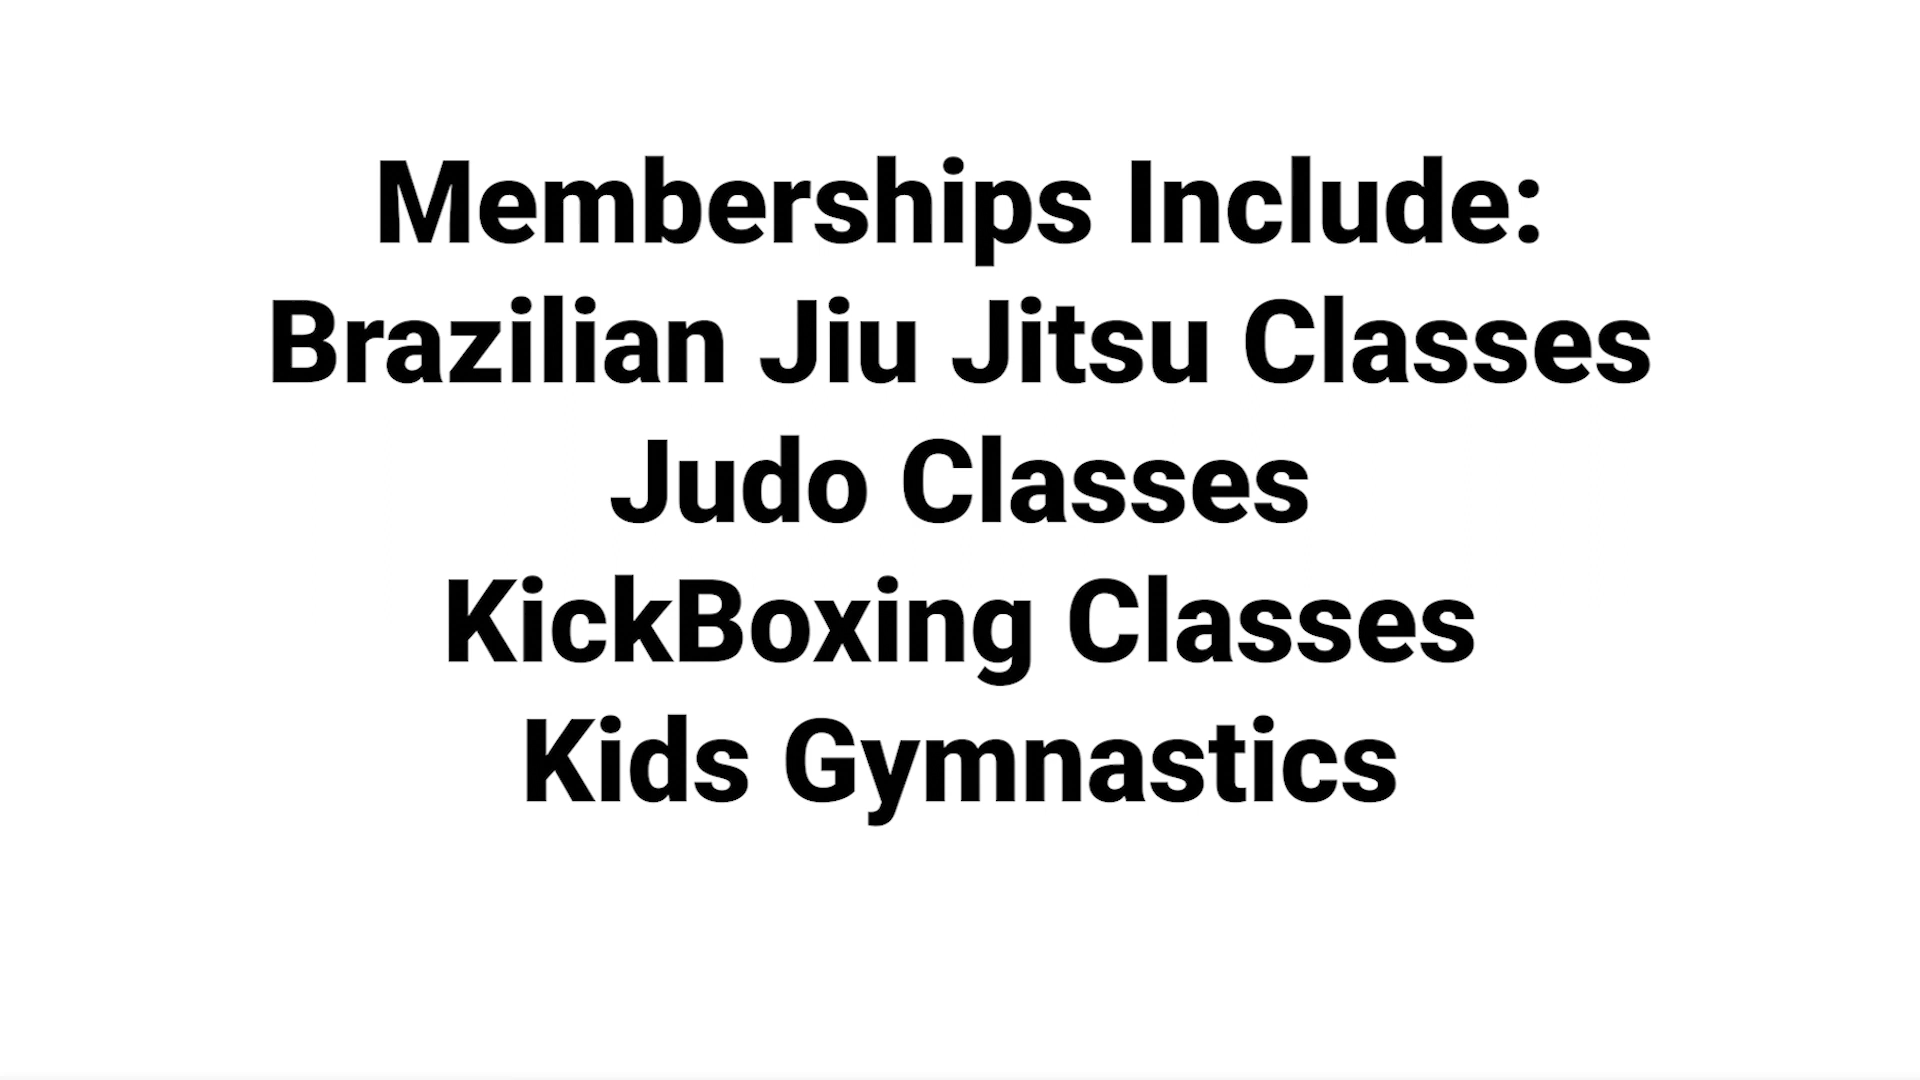 Memberships Include:
Brazilian Jiu Jitsu Classes
Judo Classes
KickBoxing Classes
Kids Gymnastics